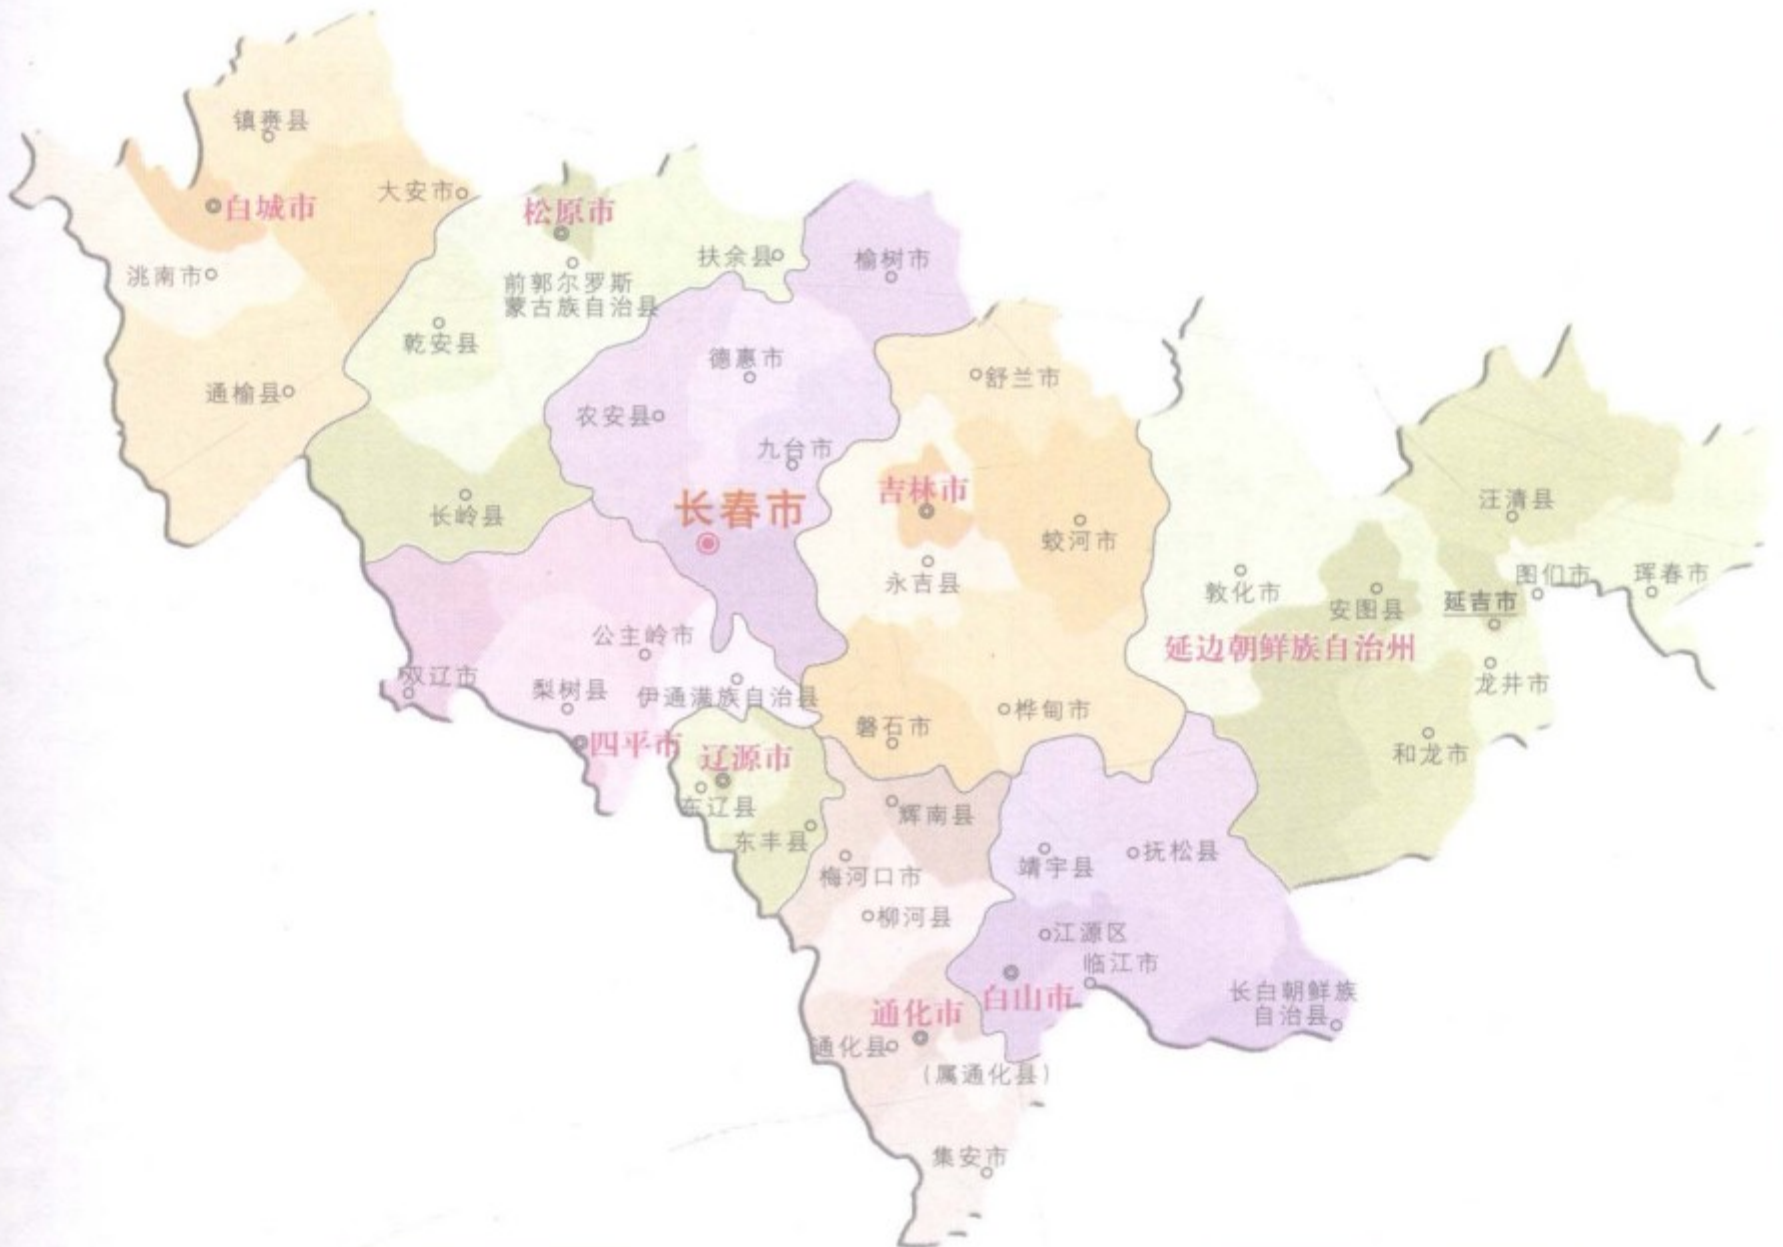 镇赉县
大安市
白城市
洮南市
通榆县
松原市
扶余县
前郭尔罗斯
蒙古族自治县
乾安县
长岭县
榆树市
德惠市
农安县
九台市
长春市
舒兰市
吉林市
蛟河市
永吉县
磐石市
桦甸市
公主岭市
双辽市
梨树县
伊通满族自治县
四平市
辽源市
东辽县
东丰县
辉南县
梅河口市
柳河县
通化市
通化县
(属通化县)
集安市
靖宇县
抚松县
江源区
临江市
白山市
长白朝鲜族
自治县
敦化市
安图县
延边朝鲜族自治州
汪清县
图们市
珲春市
延吉市
龙井市
和龙市